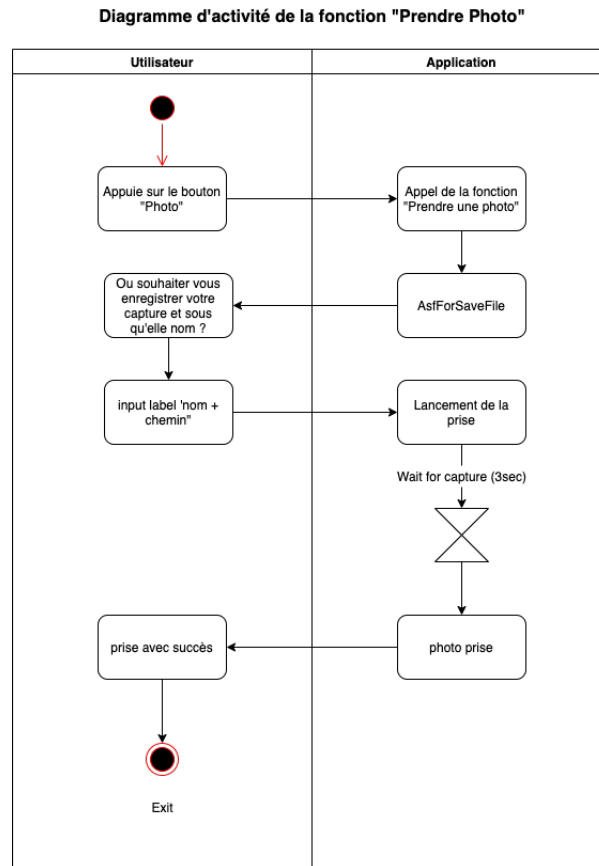 Diagramme d'activité de la fonction "Prendre Photo"
Utilisateur
Application
Appuie sur le bouton
"Photo"
Appel de la fonction
"Prendre une photo"
AsfForSaveFile
Ou souhaiter vous
enregistrer votre
capture et sous
qu'elle nom ?
input label 'nom +
chemin"
Lancement de la
prise
Wait for capture (3sec)
photo prise
prise avec succès
Exit